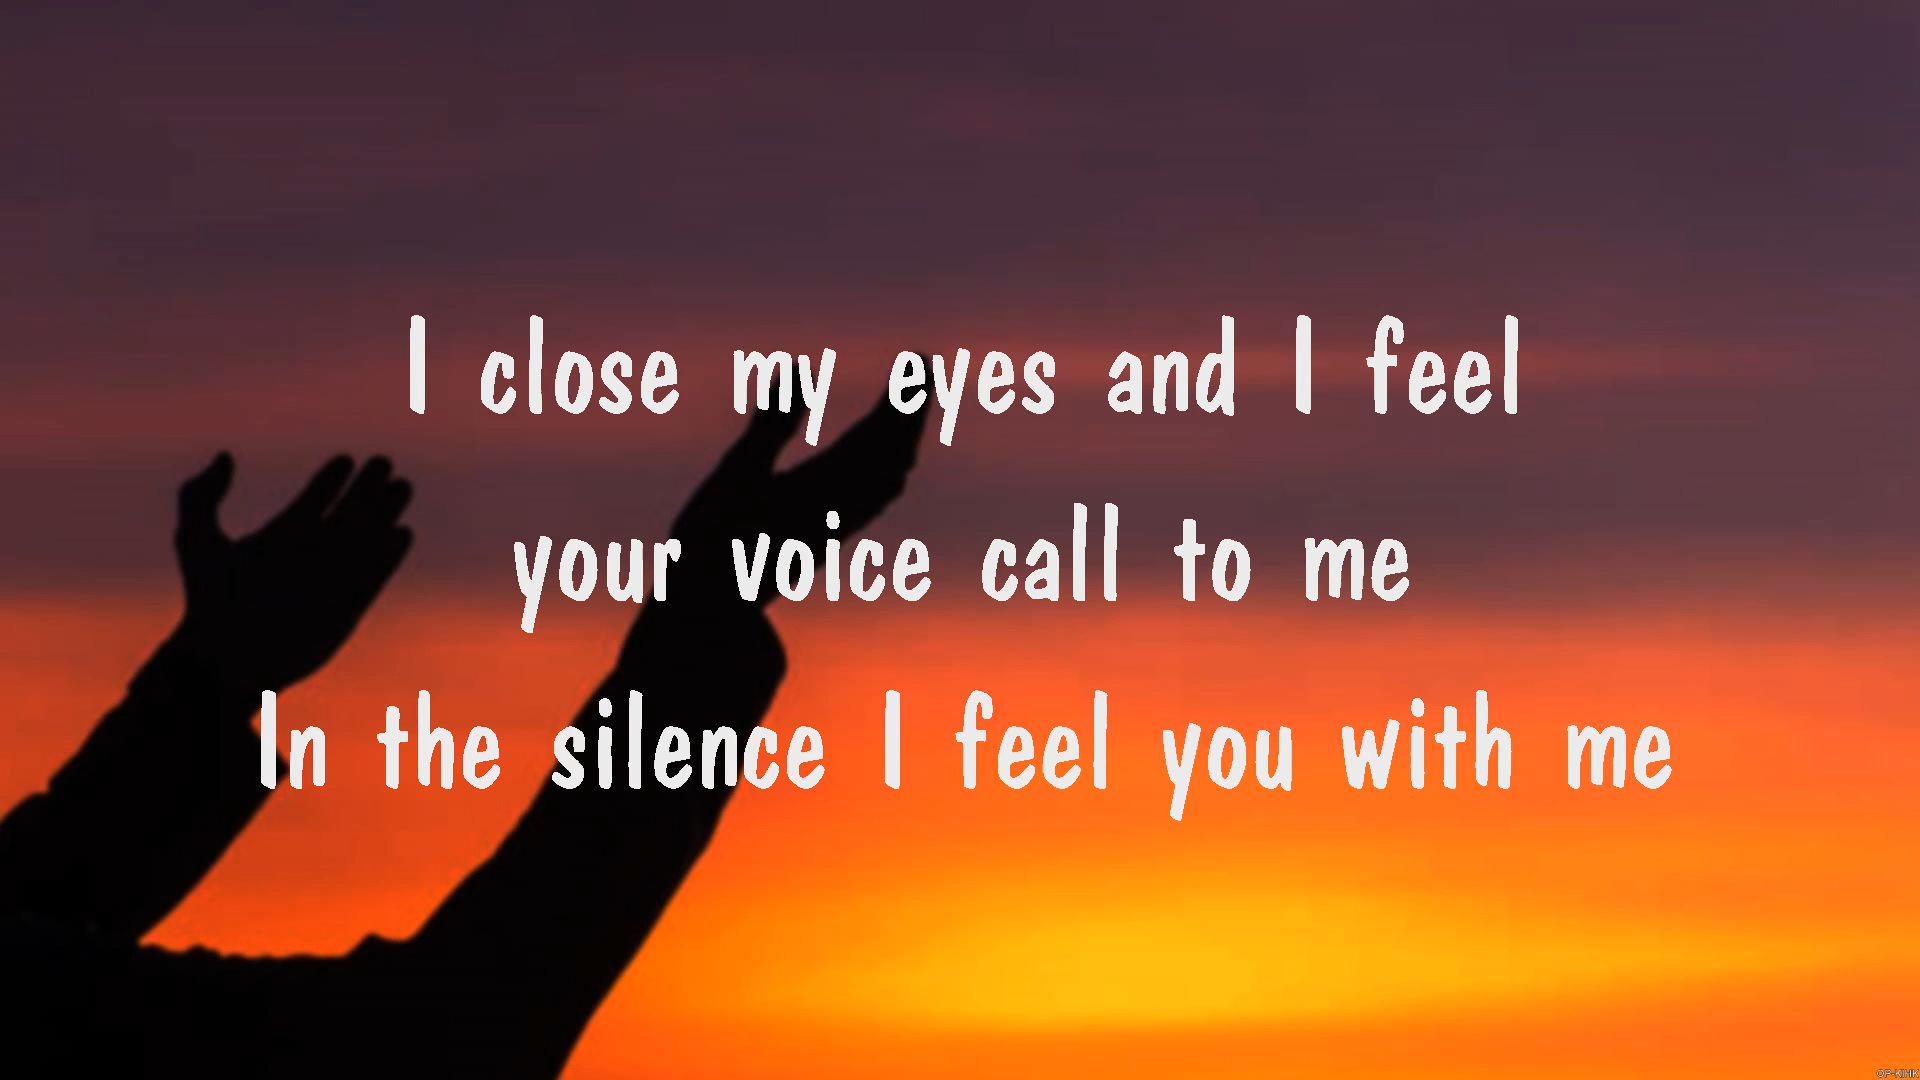 I close my eyes and I feel
your voice call to me
In the silence I feel you with me